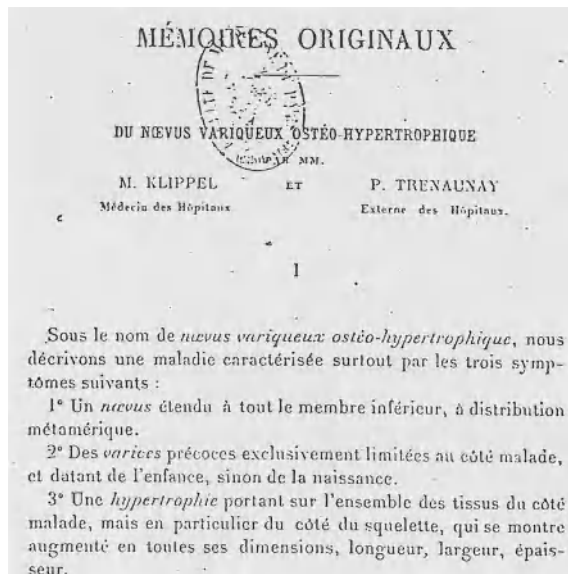 MÉMOIRES ORIGINAUX
DU NŒVUS VARIQUEUX OSTÉO-HYPERTROPHIQUE
PAR MM.
M. KLIPPEL ET P. TRENAUNAY
Médecin des Hôpitaux Externe des Hôpitaux.
I
Sous le nom de nœvus variqueux ostéo-hypertrophique, nous
décrivons une maladie caractérisée surtout par les trois symp-
tômes suivants :
1° Un nœvus étendu à tout le membre inférieur, à distribution
métamérique.
2° Des varices précoces exclusivement limitées au côté malade,
et datant de l'enfance, sinon de la naissance.
3° Une hypertrophie portant sur l'ensemble des tissus du côté
malade, mais en particulier du côté du squelette, qui se montre
augmenté en toutes ses dimensions, longueur, largeur, épais-
seur.